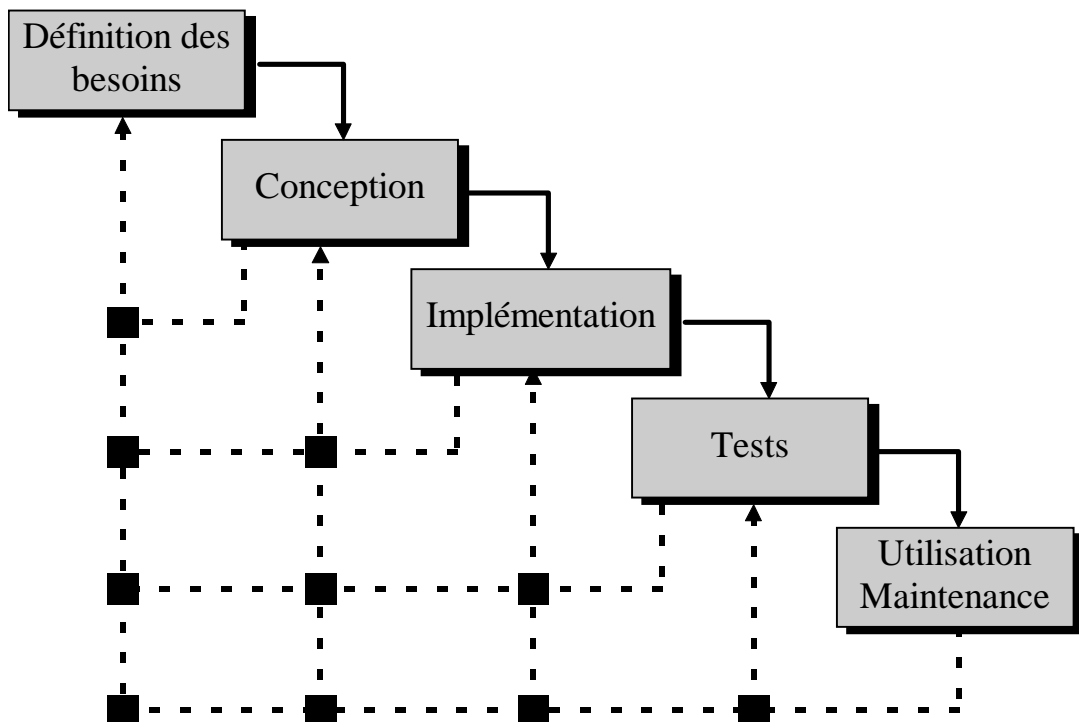 Définition des
besoins
Conception
Implémentation
Tests
Utilisation
Maintenance